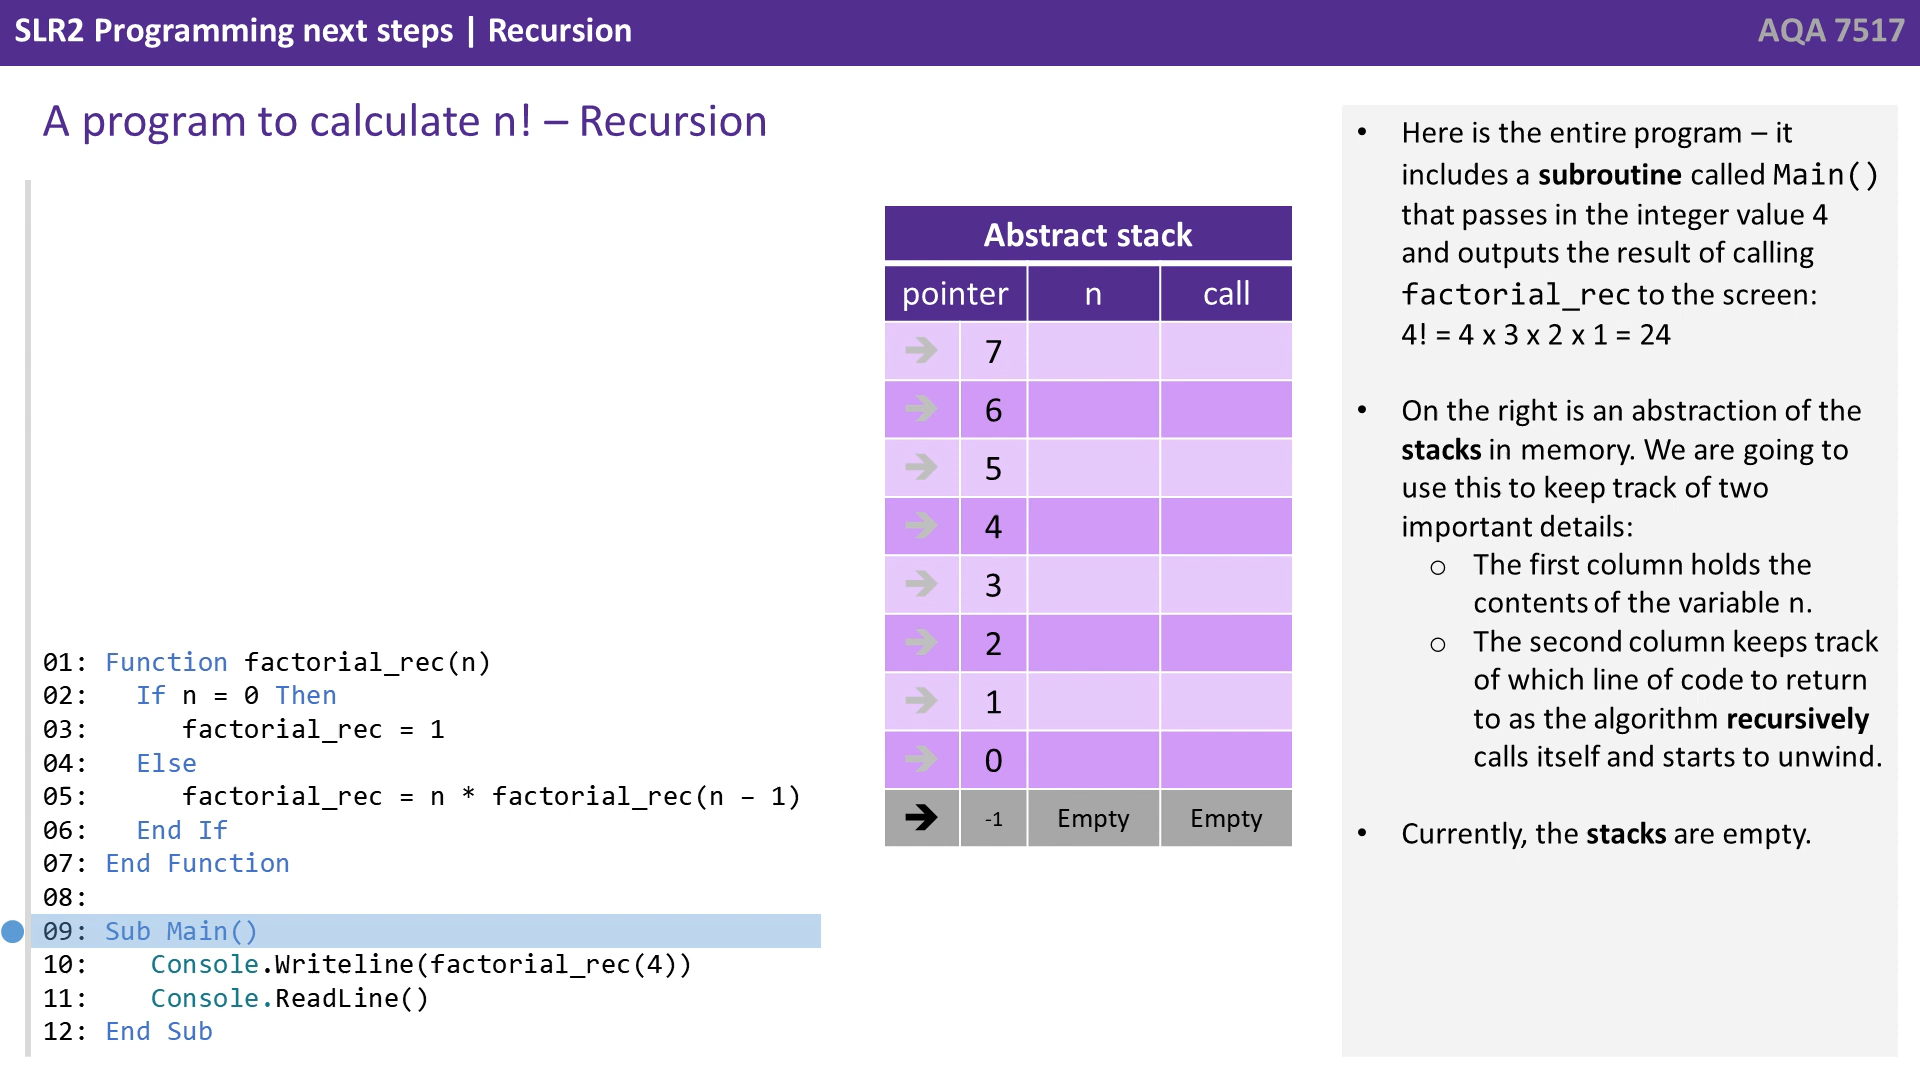 SLR2 Programming next steps | Recursion
AQA 7517
A program to calculate n! – Recursion
01: Function factorial_rec(n)
02:   If n = 0 Then
03:      factorial_rec = 1
04:   Else
05:      factorial_rec = n * factorial_rec(n – 1)
06:   End If
07: End Function
08:
09: Sub Main()
10:    Console.Writeline(factorial_rec(4))
11:    Console.ReadLine()
12: End Sub
Abstract stack
pointer n call
➔ 7
➔ 6
➔ 5
➔ 4
➔ 3
➔ 2
➔ 1
➔ 0
➔ -1 Empty Empty
• Here is the entire program – it
includes a subroutine called Main()
that passes in the integer value 4
and outputs the result of calling
factorial_rec to the screen:
4! = 4 x 3 x 2 x 1 = 24
• On the right is an abstraction of the
stacks in memory. We are going to
use this to keep track of two
important details:
o The first column holds the
contents of the variable n.
o The second column keeps track
of which line of code to return
to as the algorithm recursively
calls itself and starts to unwind.
• Currently, the stacks are empty.